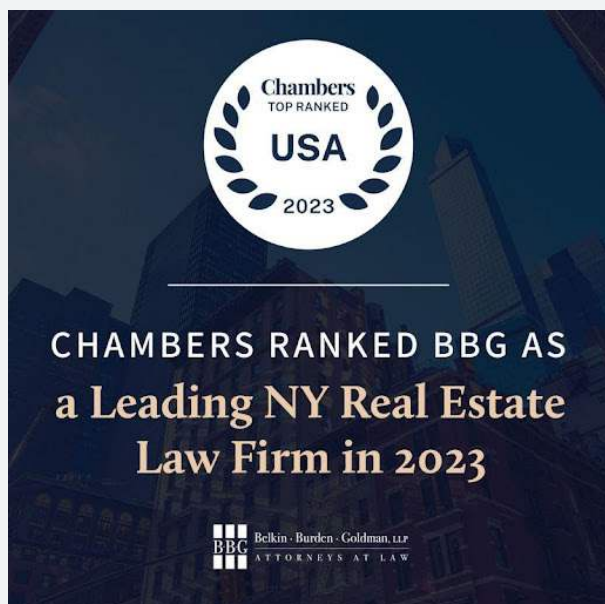 Chambers
TOP RANKED
USA
2023
CHAMBERS RANKED BBG AS
a Leading NY Real Estate
Law Firm in 2023
BBG
Belkin · Burden · Goldman, LLP
ATTORNEYS AT LAW